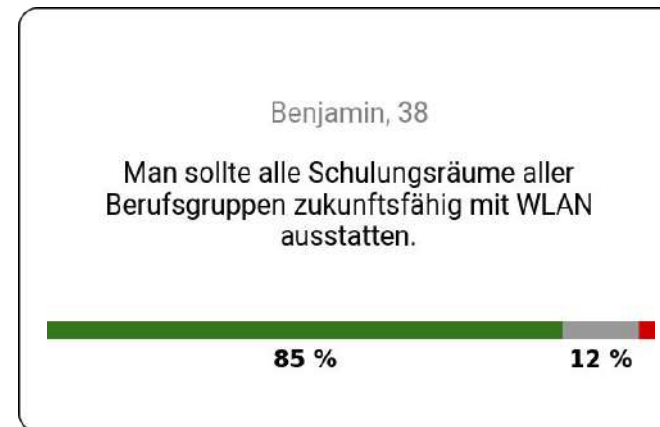 Benjamin, 38
Man sollte alle Schulungsräume aller
Berufsgruppen zukunftsfähig mit WLAN
ausstatten.
85 % 12 %